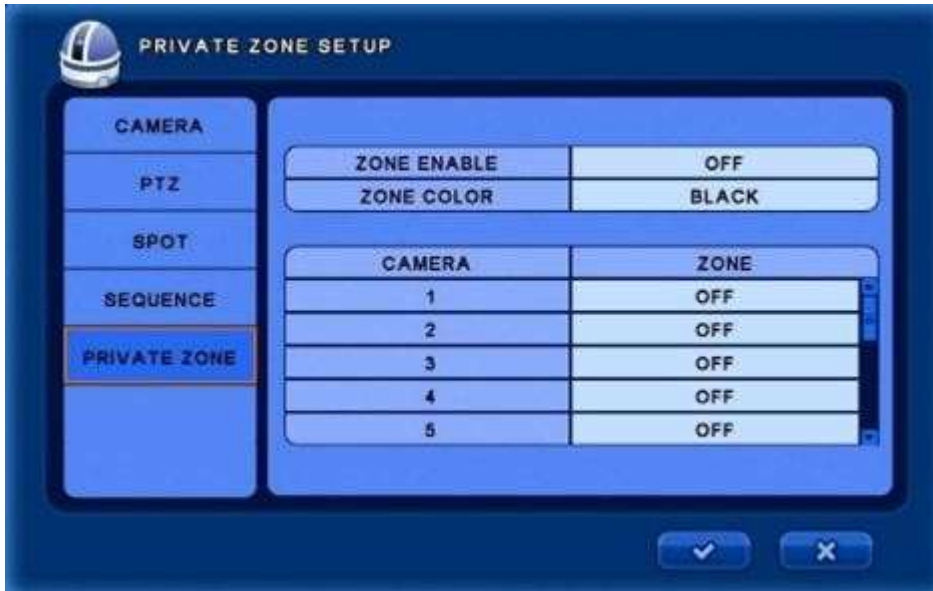 PRIVATE ZONE SETUP
CAMERA
PTZ
SPOT
SEQUENCE
PRIVATE ZONE
ZONE ENABLE OFF
ZONE COLOR BLACK
CAMERA ZONE
1 OFF
2 OFF
3 OFF
4 OFF
5 OFF